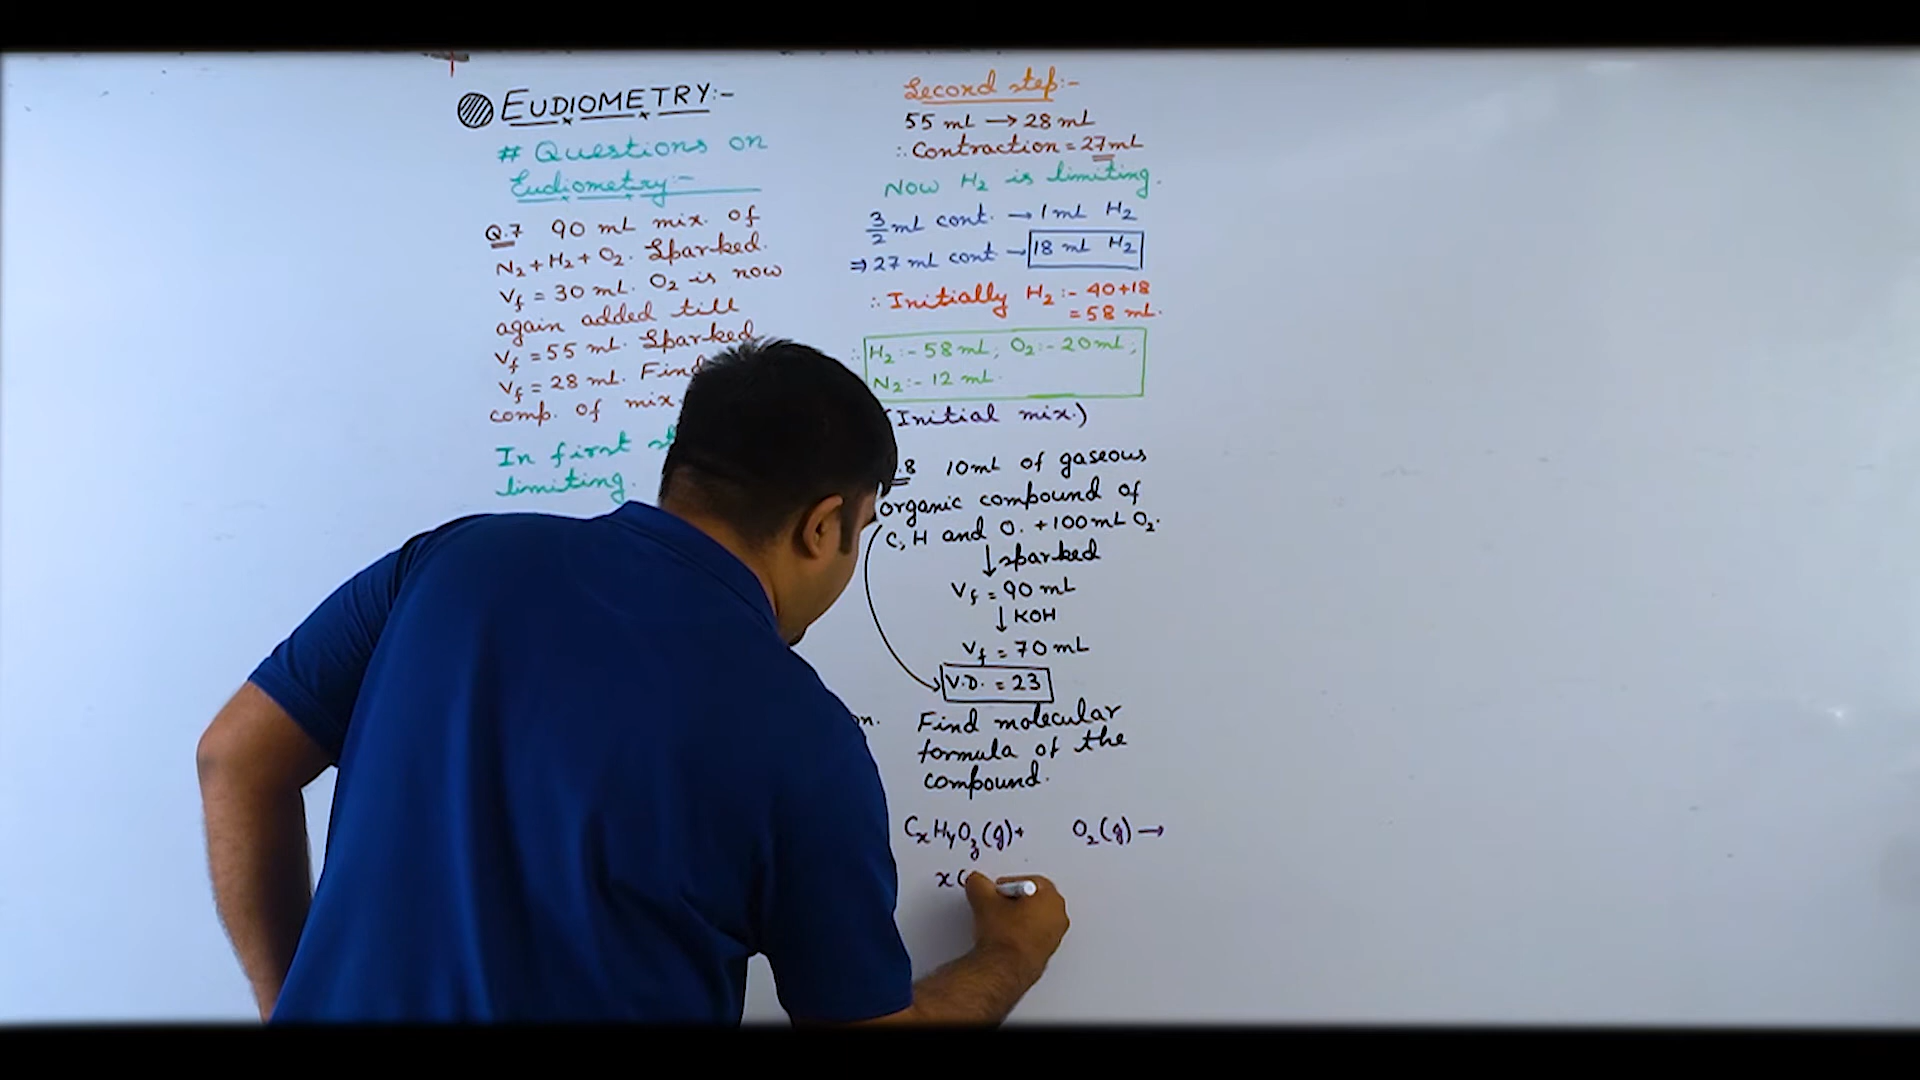 EUDIOMETRY:-
# Questions on
Eudiometry:-
Q.7 90 mL mix. of
N₂+H₂+O₂. Sparked.
Vf = 30 mL. O₂ is now
again added till
Vf = 55 mL. Sparked
Vf = 28 mL. Find
comp. of mix.
In first
limiting.
Second step:-
55 mL → 28 mL
∴ Contraction = 27 mL
Now H₂ is limiting.
3/2 mL cont. → 1 mL H₂
⇒ 27 mL cont → 18 mL H₂
∴ Initially H₂:- 40+18
= 58 mL.
∴ H₂:- 58 mL; O₂:- 20 mL;
N₂:- 12 mL.
(Initial mix.)
.8 10 mL of gaseous
organic compound of
C, H and O. + 100 mL O₂.
↓ sparked
Vf = 90 mL
↓ KOH
Vf = 70 mL
V.D. = 23
Find molecular
formula of the
compound.
CxHyOz(g)+ O₂(g) →
x